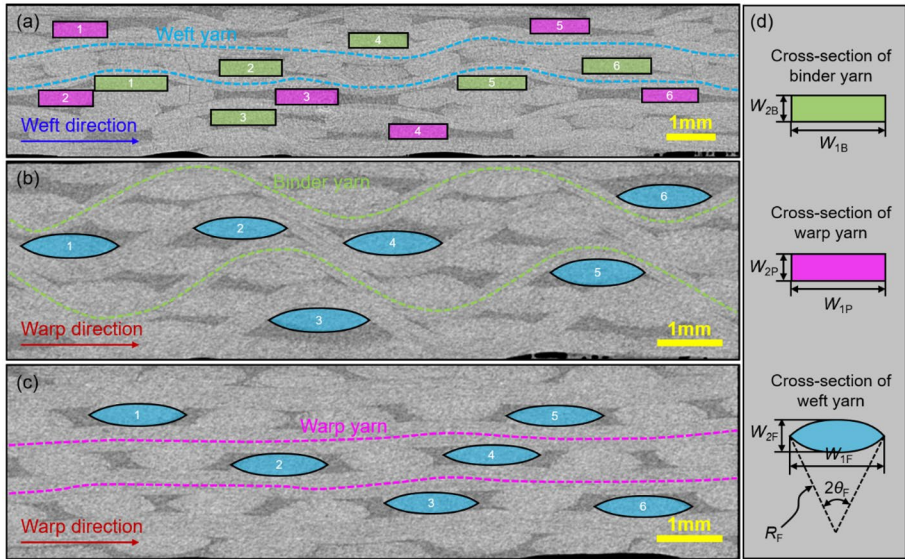 (a)
1
5
4
Weft yarn
2
6
1
5
2
3
6
3
4
Weft direction
1mm
(b)
Binder yarn
6
2
1
4
5
3
Warp direction
1mm
(c)
1
5
Warp yarn
4
2
3
6
Warp direction
1mm
(d)
Cross-section of
binder yarn
W2B
W1B
Cross-section of
warp yarn
W2P
W1P
Cross-section of
weft yarn
W2F
W1F
2θF
RF